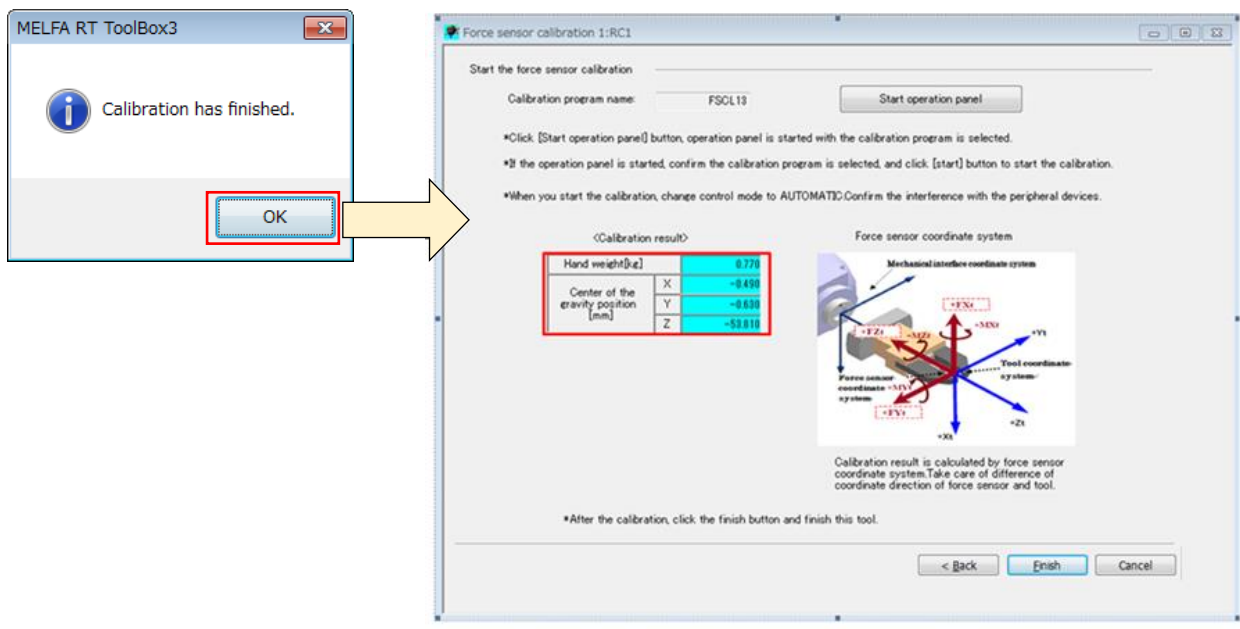 MELFA RT ToolBox3
Calibration has finished.
OK
Force sensor calibration 1:RC1
Start the force sensor calibration
Calibration program name:
FSCL13
Start operation panel
*Click [Start operation panel] button, operation panel is started with the calibration program is selected.
*If the operation panel is started, confirm the calibration program is selected, and click [start] button to start the calibration.
*When you start the calibration, change control mode to AUTOMATIC.Confirm the interference with the peripheral devices.
<Calibration result>
Hand weight[kg]
0.770
Center of the
gravity position
[mm]
X
-0.490
Y
-0.630
Z
-53.810
Force sensor coordinate system
Mechanical interface coordinate system
+FXt
+MXt
+FZt
+MZt
+Yt
Tool coordinate
system
Force sensor
coordinate
system
+MYt
+FYt
+Zt
+Xt
Calibration result is calculated by force sensor
coordinate system.Take care of difference of
coordinate direction of force sensor and tool.
*After the calibration, click the finish button and finish this tool.
< Back
Finish
Cancel